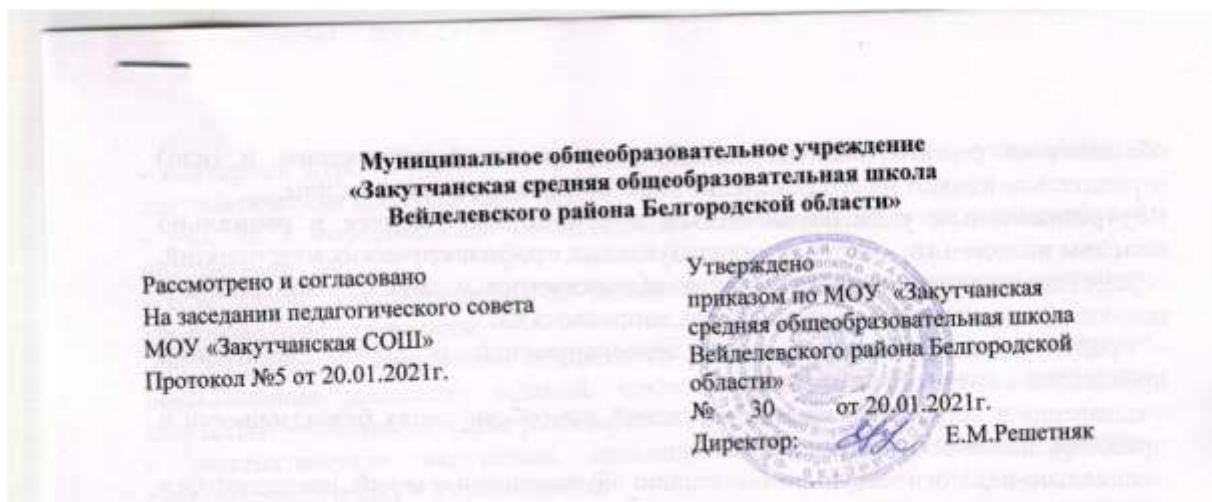 Муниципальное общеобразовательное учреждение
«Закутчанская средняя общеобразовательная школа
Вейделевского района Белгородской области»
Рассмотрено и согласовано
На заседании педагогического совета
МОУ «Закутчанская СОШ»
Протокол №5 от 20.01.2021г.
Утверждено
приказом по МОУ «Закутчанская
средняя общеобразовательная школа
Вейделевского района Белгородской
области»
№ 30 от 20.01.2021г.
Директор: Е.М.Решетняк